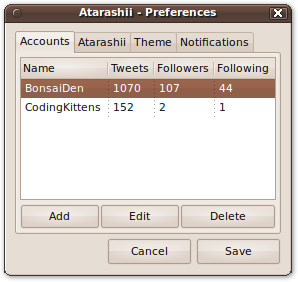 Atarashii - Preferences
Accounts Atarashii Theme Notifications
Name Tweets Followers Following
BonsaiDen 1070 107 44
CodingKittens 152 2 1
Add Edit Delete
Cancel Save